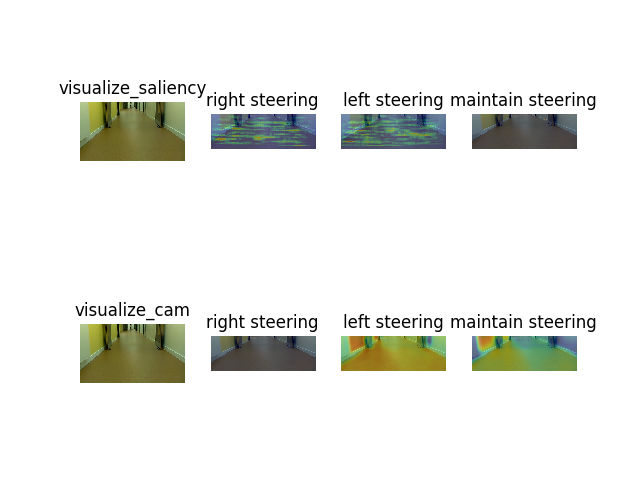 visualize_saliency
right steering
left steering
maintain steering
visualize_cam
right steering
left steering
maintain steering